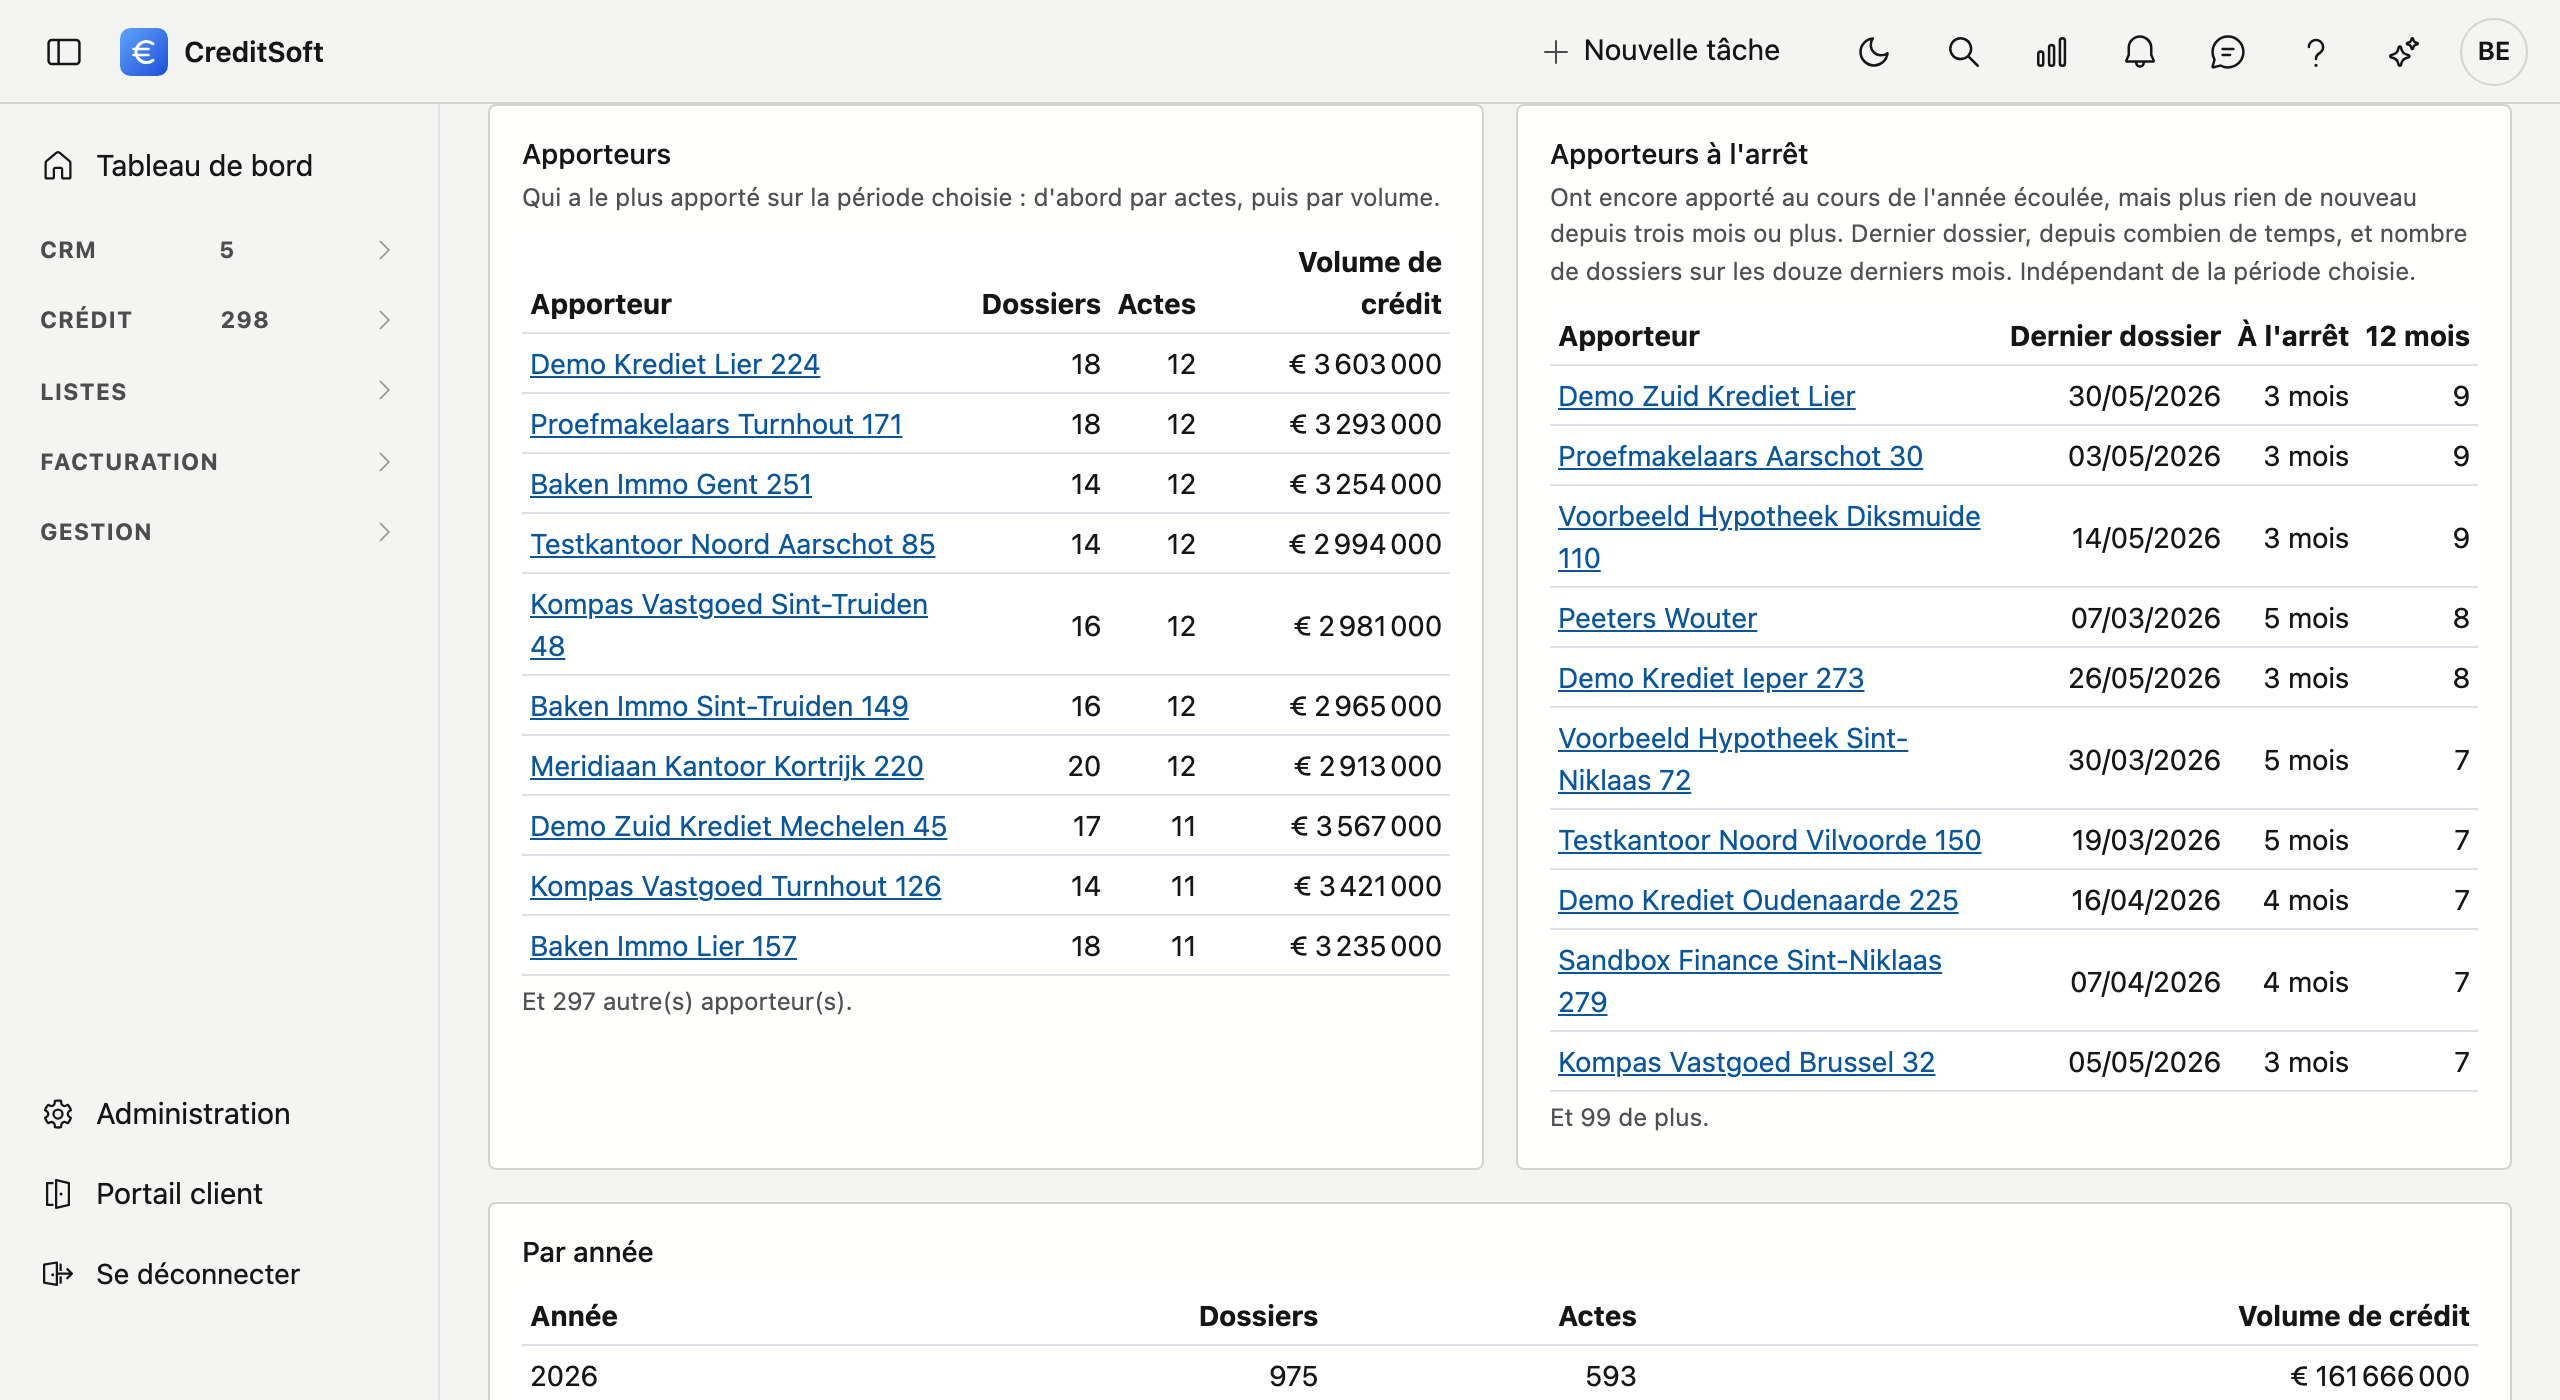 CreditSoft
Nouvelle tâche
BE
Tableau de bord
CRM 5
CRÉDIT 298
LISTES
FACTURATION
GESTION
Administration
Portail client
Se déconnecter
Apporteurs
Qui a le plus apporté sur la période choisie : d'abord par actes, puis par volume.
Volume de
Apporteur Dossiers Actes crédit
Demo Krediet Lier 224 18 12 € 3 603 000
Proefmakelaars Turnhout 171 18 12 € 3 293 000
Baken Immo Gent 251 14 12 € 3 254 000
Testkantoor Noord Aarschot 85 14 12 € 2 994 000
Kompas Vastgoed Sint-Truiden
48 16 12 € 2 981 000
Baken Immo Sint-Truiden 149 16 12 € 2 965 000
Meridiaan Kantoor Kortrijk 220 20 12 € 2 913 000
Demo Zuid Krediet Mechelen 45 17 11 € 3 567 000
Kompas Vastgoed Turnhout 126 14 11 € 3 421 000
Baken Immo Lier 157 18 11 € 3 235 000
Et 297 autre(s) apporteur(s).
Apporteurs à l'arrêt
Ont encore apporté au cours de l'année écoulée, mais plus rien de nouveau
depuis trois mois ou plus. Dernier dossier, depuis combien de temps, et nombre
de dossiers sur les douze derniers mois. Indépendant de la période choisie.
Apporteur Dernier dossier À l'arrêt 12 mois
Demo Zuid Krediet Lier 30/05/2026 3 mois 9
Proefmakelaars Aarschot 30 03/05/2026 3 mois 9
Voorbeeld Hypotheek Diksmuide
110 14/05/2026 3 mois 9
Peeters Wouter 07/03/2026 5 mois 8
Demo Krediet Ieper 273 26/05/2026 3 mois 8
Voorbeeld Hypotheek Sint-
Niklaas 72 30/03/2026 5 mois 7
Testkantoor Noord Vilvoorde 150 19/03/2026 5 mois 7
Demo Krediet Oudenaarde 225 16/04/2026 4 mois 7
Sandbox Finance Sint-Niklaas
279 07/04/2026 4 mois 7
Kompas Vastgoed Brussel 32 05/05/2026 3 mois 7
Et 99 de plus.
Par année
Année Dossiers Actes Volume de crédit
2026 975 593 € 161 666 000